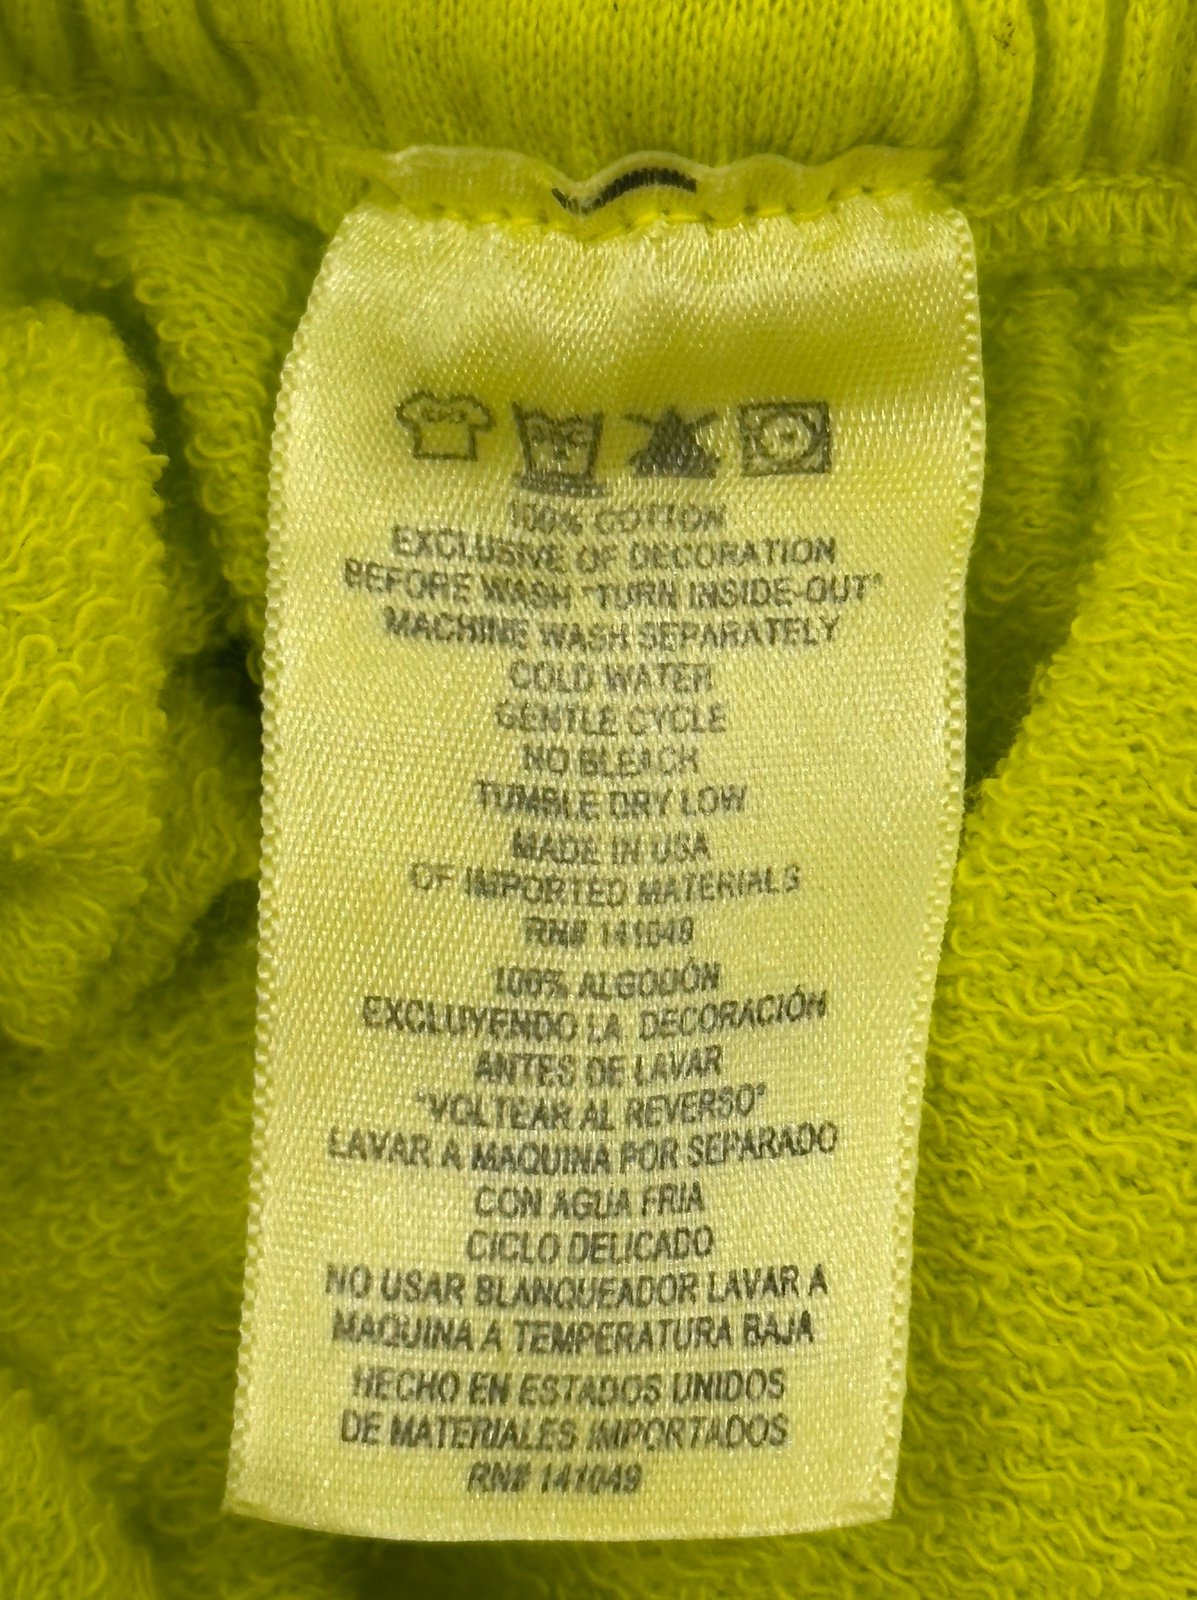 100% COTTON
EXCLUSIVE OF DECORATION
BEFORE WASH "TURN INSIDE-OUT"
MACHINE WASH SEPARATELY
COLD WATER
GENTLE CYCLE
NO BLEACH
TUMBLE DRY LOW
MADE IN USA
OF IMPORTED MATERIALS
RN# 141049
100% ALGODÓN
EXCLUYENDO LA DECORACIÓN
ANTES DE LAVAR
"VOLTEAR AL REVERSO"
LAVAR A MAQUINA POR SEPARADO
CON AGUA FRIA
CICLO DELICADO
NO USAR BLANQUEADOR LAVAR A
MAQUINA A TEMPERATURA BAJA
HECHO EN ESTADOS UNIDOS
DE MATERIALES IMPORTADOS
RN# 141049